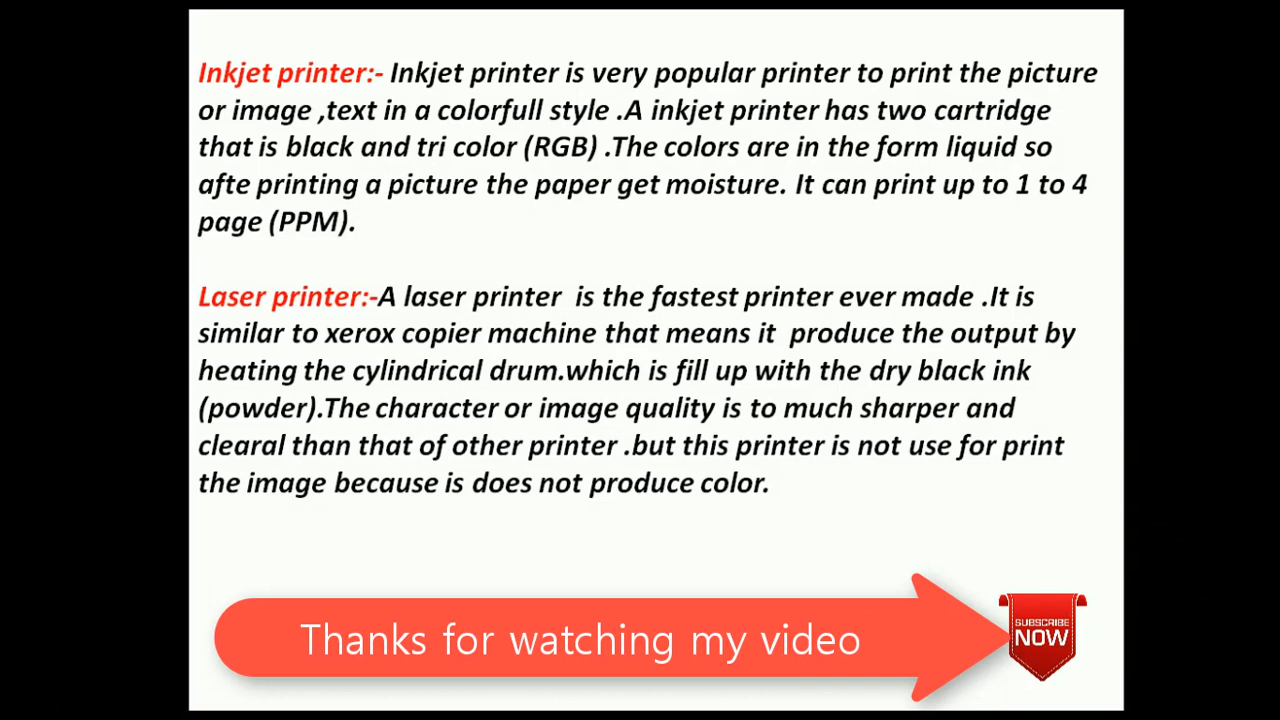 Inkjet printer:- Inkjet printer is very popular printer to print the picture
or image ,text in a colorfull style .A inkjet printer has two cartridge
that is black and tri color (RGB) .The colors are in the form liquid so
afte printing a picture the paper get moisture. It can print up to 1 to 4
page (PPM).
Laser printer:-A laser printer  is the fastest printer ever made .It is
similar to xerox copier machine that means it  produce the output by
heating the cylindrical drum.which is fill up with the dry black ink
(powder).The character or image quality is to much sharper and
clearal than that of other printer .but this printer is not use for print
the image because is does not produce color.
Thanks for watching my video
SUBSCRIBE
NOW